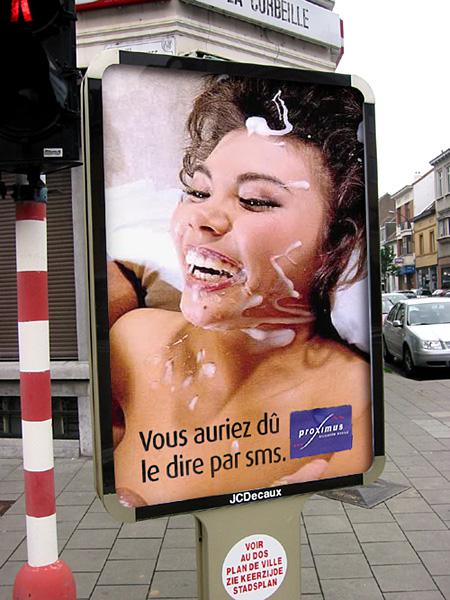 LA CORBEILLE
Vous auriez dû
le dire par sms.
proximus
JCDecaux
VOIR
AU DOS
PLAN DE VILLE
ZIE KEERZIJDE
STADSPLAN